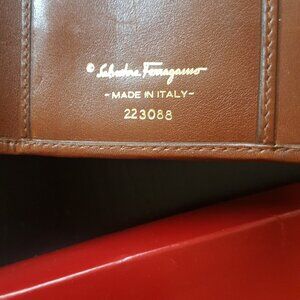 © Salvatore Ferragamo
- MADE IN ITALY -
223088